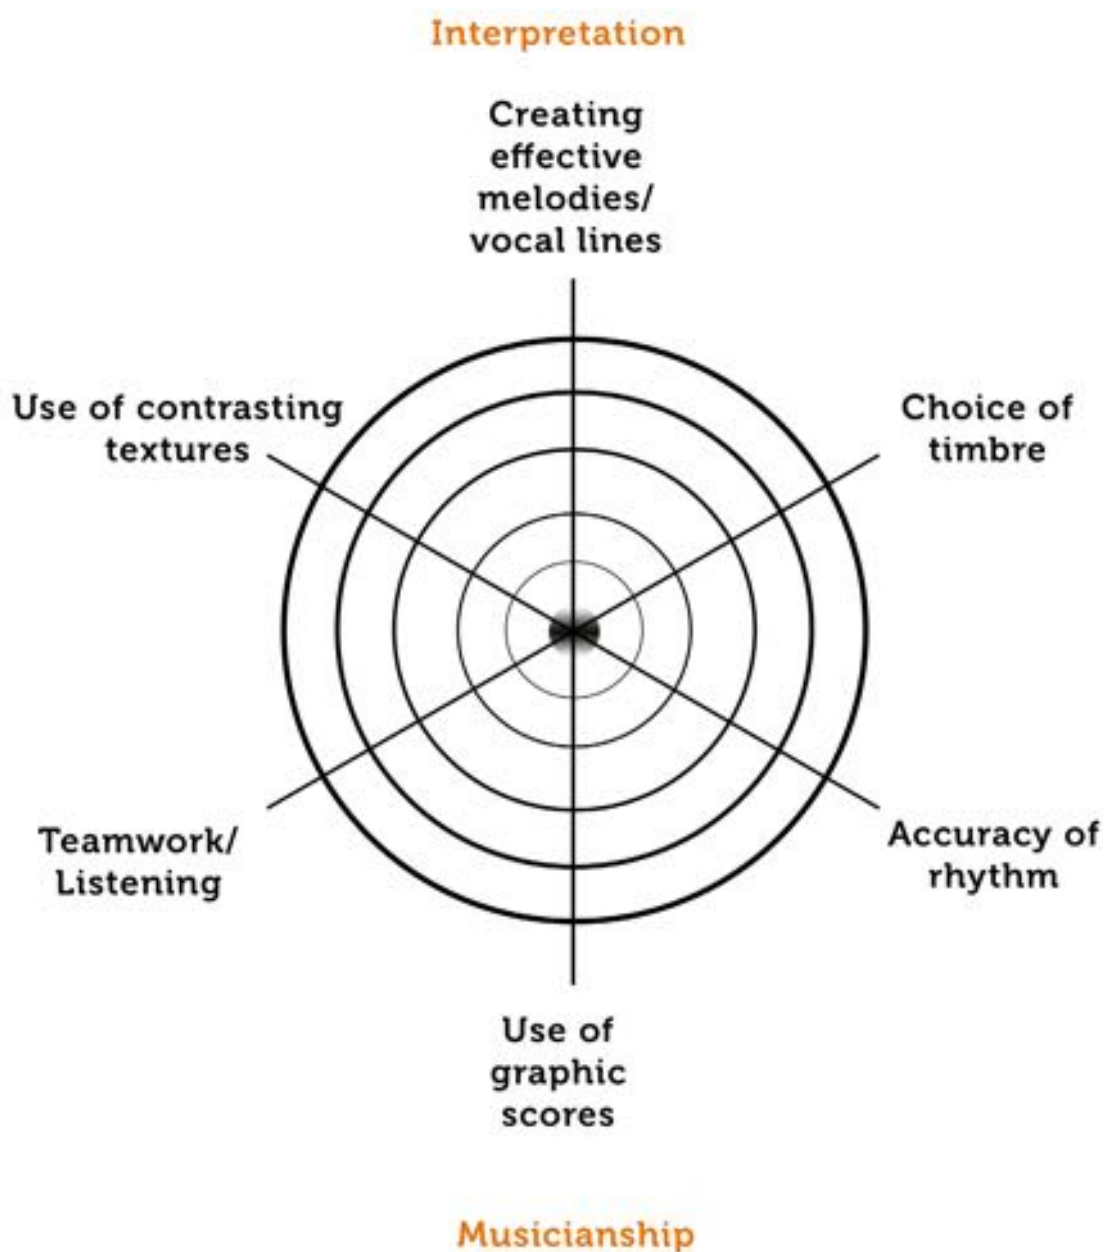 Interpretation
Creating
effective
melodies/
vocal lines
Use of contrasting
textures
Choice of
timbre
Teamwork/
Listening
Accuracy of
rhythm
Use of
graphic
scores
Musicianship